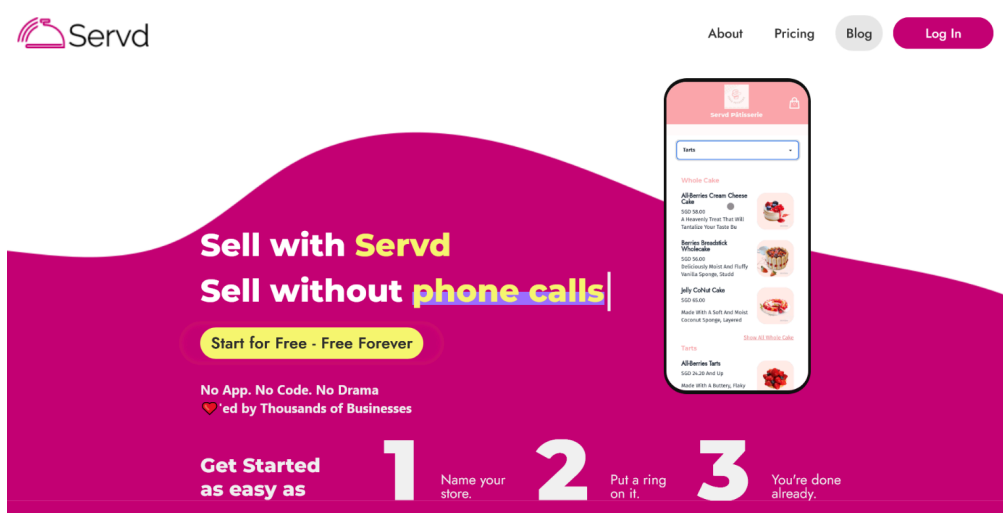 Servd
About
Pricing
Blog
Log In
Sell with Servd
Sell without phone calls
Start for Free - Free Forever
No App. No Code. No Drama
'ed by Thousands of Businesses
Get Started
as easy as
1
Name your
store.
2
Put a ring
on it.
3
You're done
already.
Servd Pâtisserie
Tarts
Whole Cake
All-Berries Cream Cheese
Cake
SGD 58.00
A Heavenly Treat That Will
Tantalize Your Taste Be
Berries Breadstick
Wholecake
SGD 56.00
Deliciously Moist And Fluffy
Vanilla Sponge, Studd
Jelly CoNut Cake
SGD 65.00
Made With A Soft And Moist
Coconut Sponge, Layered
Show All Whole Cake
Tarts
All-Berries Tarts
SGD 24.20 And Up
Made With A Buttery, Flaky